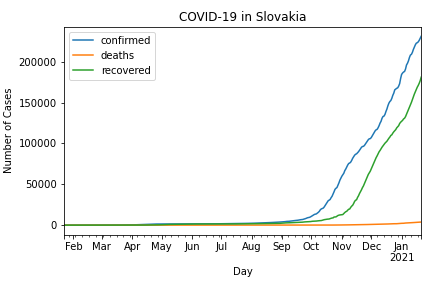 COVID-19 in Slovakia
confirmed
deaths
recovered
Number of Cases
200000
150000
100000
50000
0
Feb Mar Apr May Jun Jul Aug Sep Oct Nov Dec Jan
2021
Day